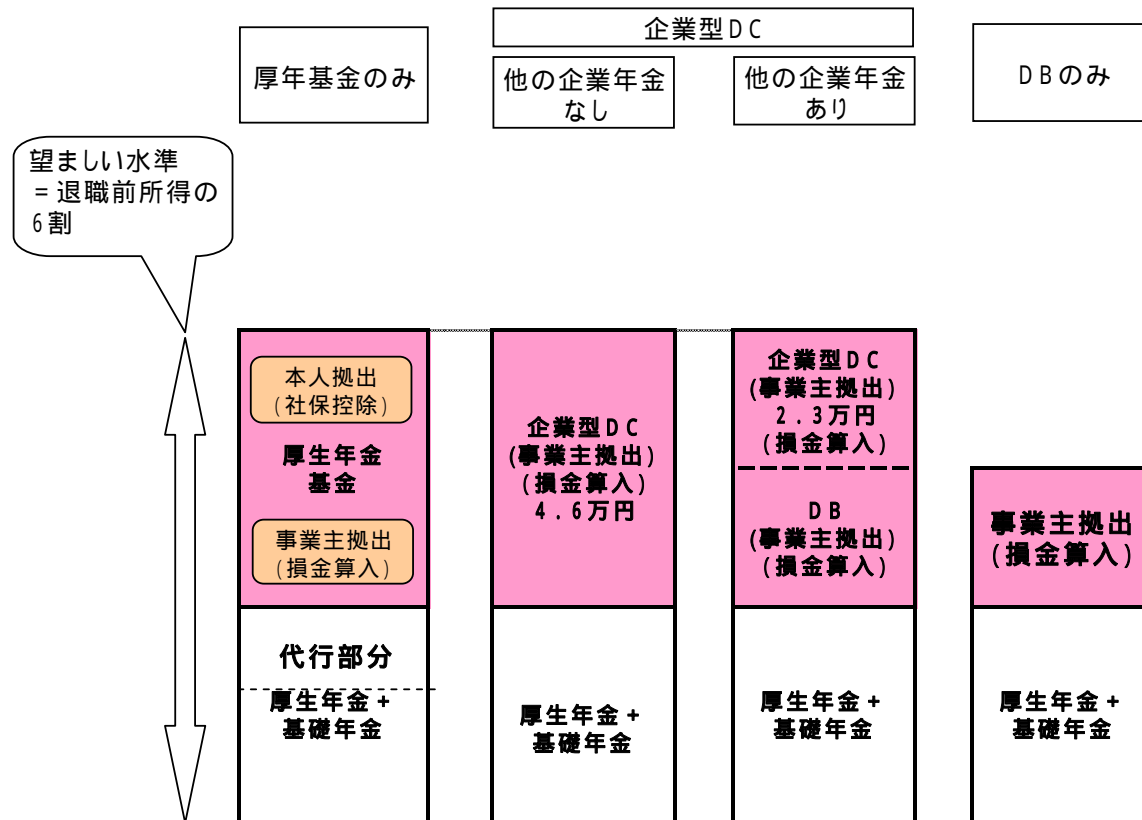 企業型DC
厚年基金のみ
他の企業年金
なし
他の企業年金
あり
DBのみ
望ましい水準
=退職前所得の
6割
本人拠出
(社保控除)
厚生年金
基金
事業主拠出
(損金算入)
代行部分
厚生年金+
基礎年金
企業型DC
(事業主拠出)
(損金算入)
4.6万円
厚生年金+
基礎年金
企業型DC
(事業主拠出)
2.3万円
(損金算入)
DB
(事業主拠出)
(損金算入)
厚生年金+
基礎年金
事業主拠出
(損金算入)
厚生年金+
基礎年金